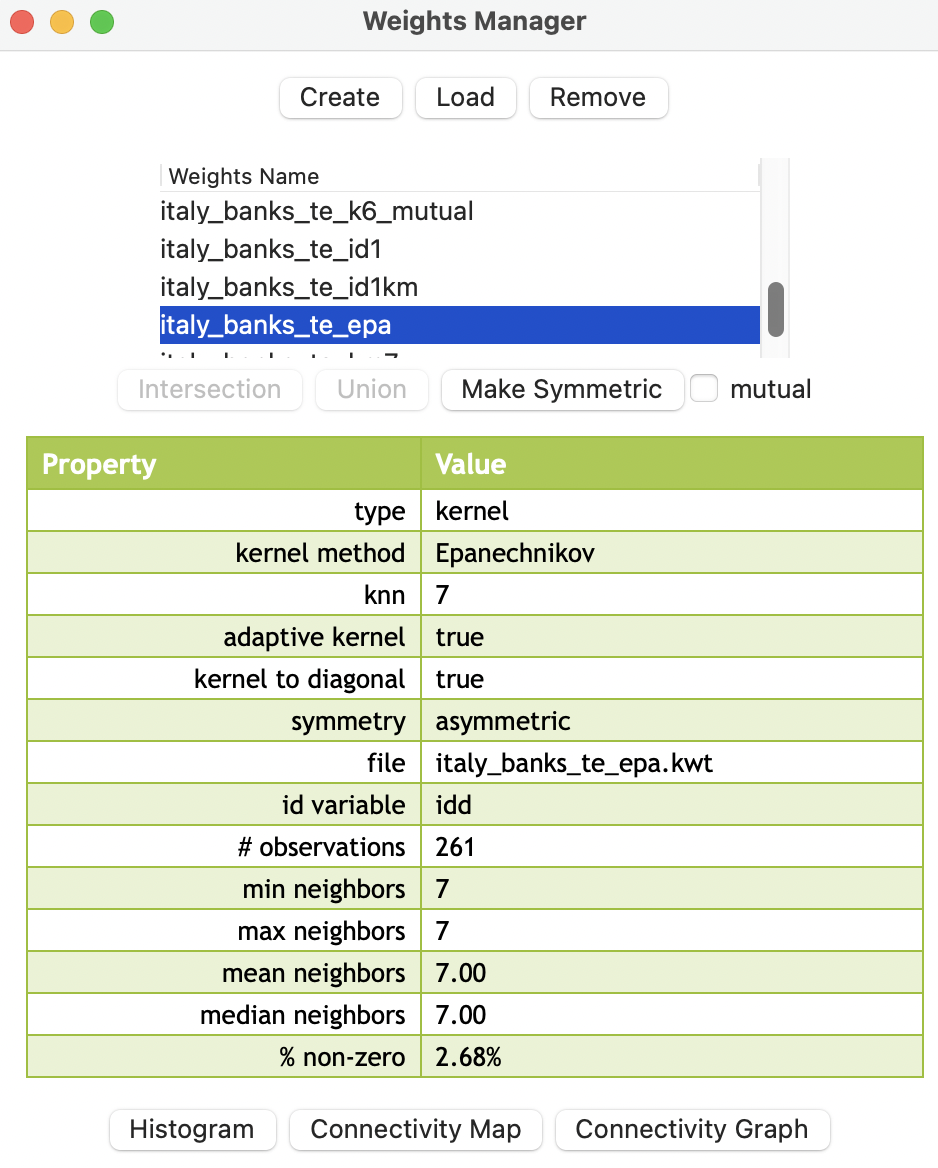 Weights Manager
Create Load Remove
Weights Name
italy_banks_te_k6_mutual
italy_banks_te_id1
italy_banks_te_id1km
italy_banks_te_epa
Intersection Union Make Symmetric mutual
Property Value
type kernel
kernel method Epanechnikov
knn 7
adaptive kernel true
kernel to diagonal true
symmetry asymmetric
file italy_banks_te_epa.kwt
id variable idd
# observations 261
min neighbors 7
max neighbors 7
mean neighbors 7.00
median neighbors 7.00
% non-zero 2.68%
Histogram Connectivity Map Connectivity Graph